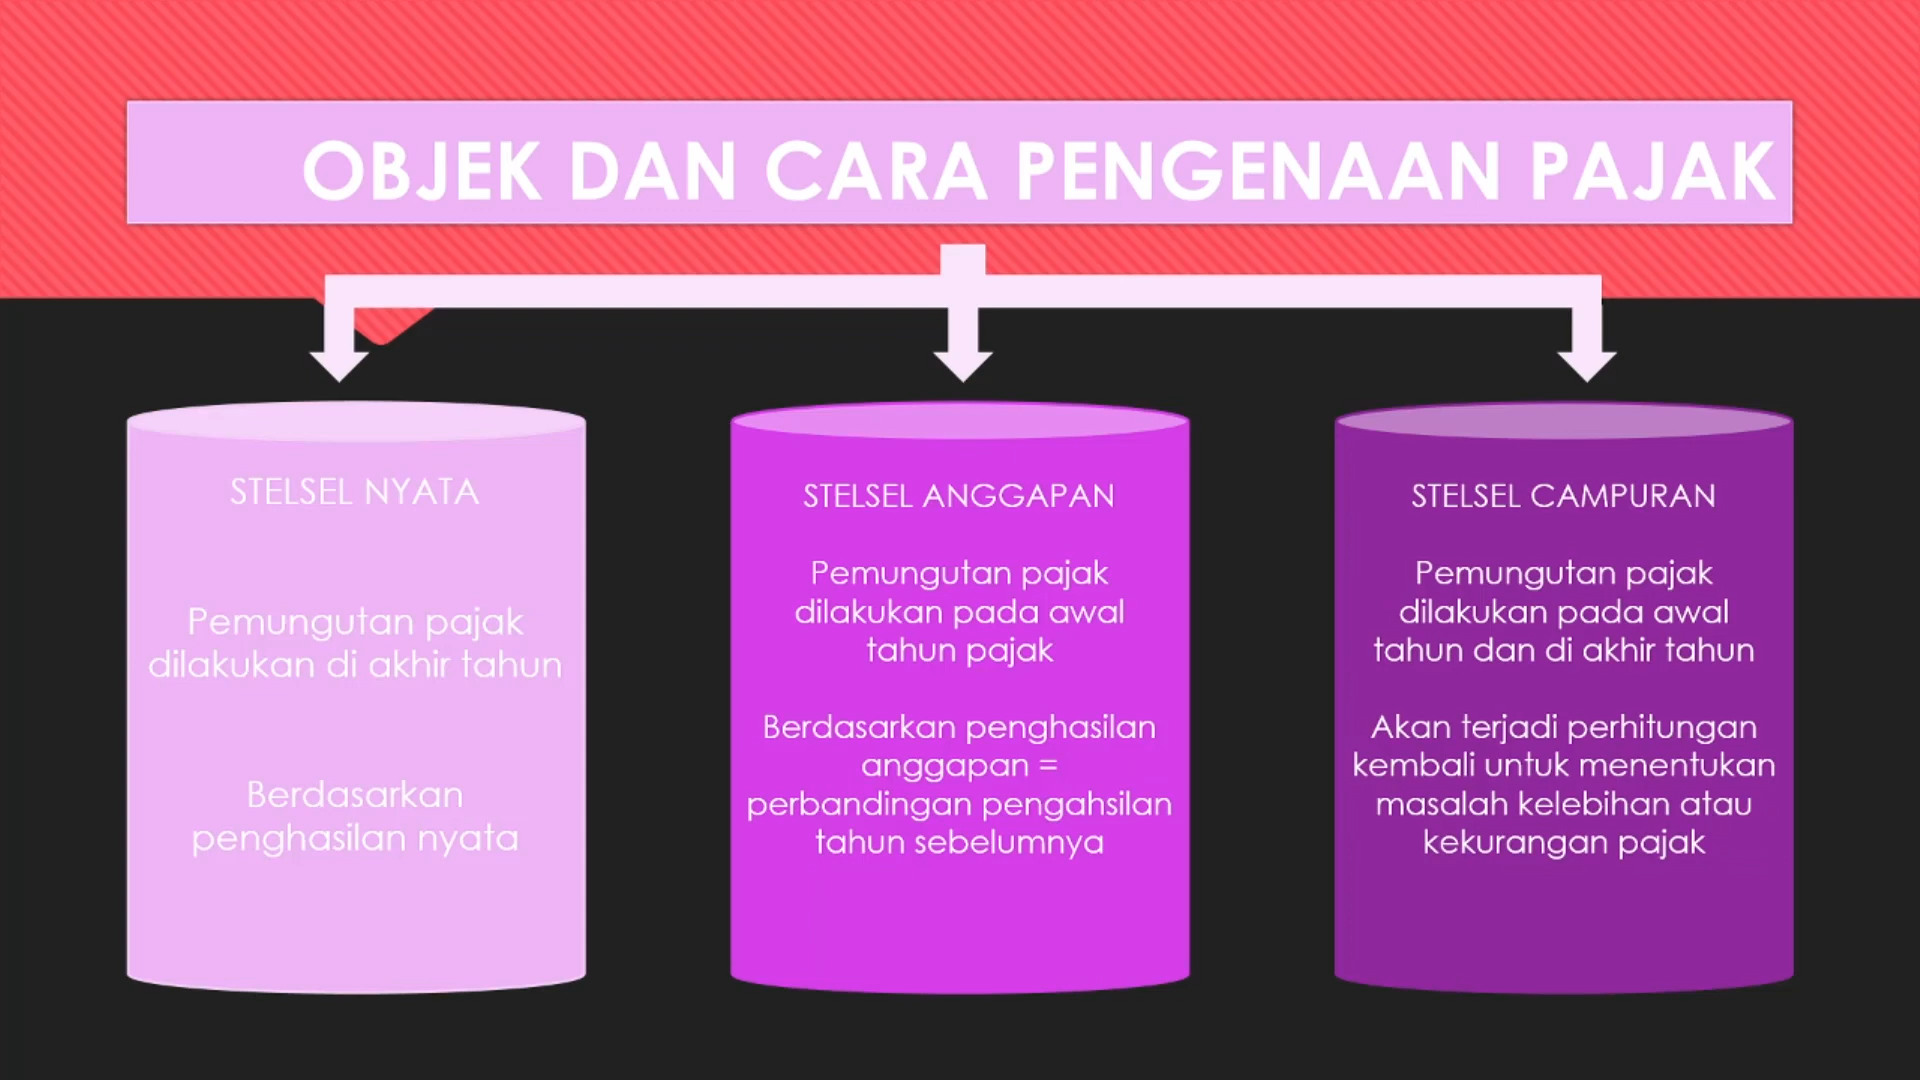 OBJEK DAN CARA PENGENAAN PAJAK
STELSEL NYATA
Pemungutan pajak
dilakukan di akhir tahun
Berdasarkan
penghasilan nyata
STELSEL ANGGAPAN
Pemungutan pajak
dilakukan pada awal
tahun pajak
Berdasarkan penghasilan
anggapan =
perbandingan pengahsilan
tahun sebelumnya
STELSEL CAMPURAN
Pemungutan pajak
dilakukan pada awal
tahun dan di akhir tahun
Akan terjadi perhitungan
kembali untuk menentukan
masalah kelebihan atau
kekurangan pajak